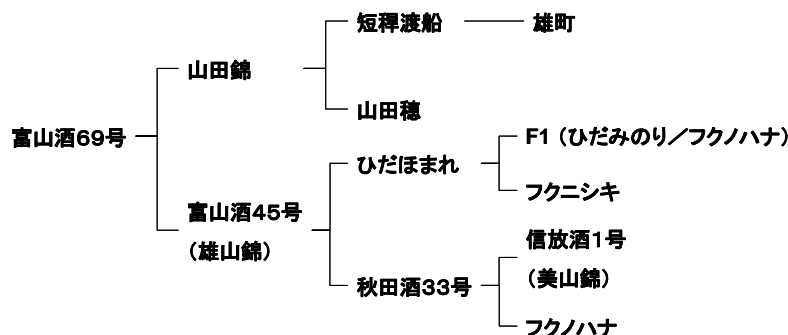 短稈渡船
雄町
山田錦
山田穂
富山酒69号
F1(ひだみのり/フクノハナ)
ひだほまれ
フクニシキ
富山酒45号
(雄山錦)
信放酒1号
(美山錦)
秋田酒33号
フクノハナ